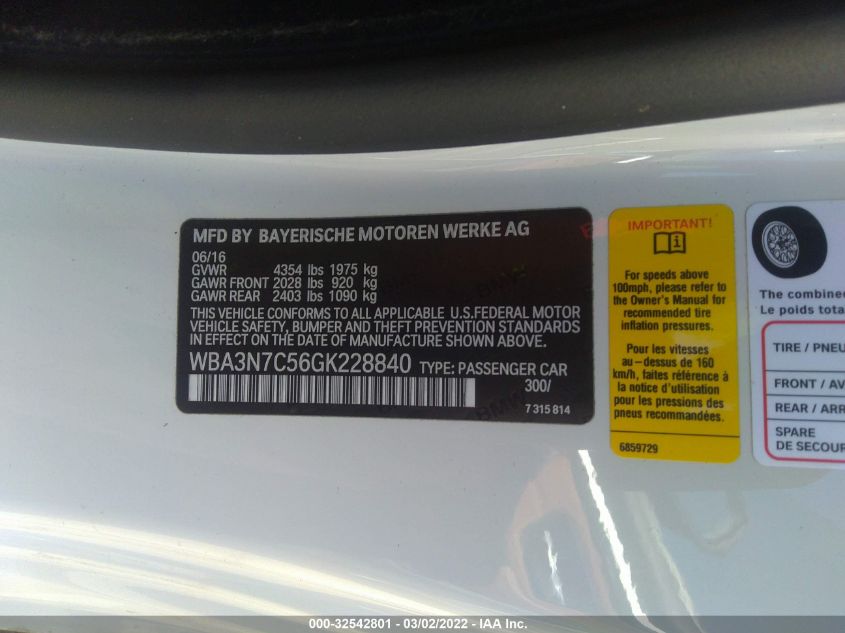 MFD BY BAYERISCHE MOTOREN WERKE AG
06/16
GVWR 4354 lbs 1975 kg
GAWR FRONT 2028 lbs 920 kg
GAWR REAR 2403 lbs 1090 kg
THIS VEHICLE CONFORMS TO ALL APPLICABLE U.S.FEDERAL MOTOR
VEHICLE SAFETY, BUMPER AND THEFT PREVENTION STANDARDS
IN EFFECT ON THE DATE OF MANUFACTURE SHOWN ABOVE.
WBA3N7C56GK228840 TYPE: PASSENGER CAR
300/
7 315 814
IMPORTANT!
For speeds above
100mph, please refer to
the Owner's Manual for
recommended tire
inflation pressures.
Pour les vitesses
au–dessus de 160
km/h, faites référence à
la notice d'utilisation
pour les pressions des
pneus recommandées.
6859729
The combine
Le poids tota
TIRE / PNEU
FRONT / AV
REAR / ARR
SPARE
DE SECOUR
000-32542801 - 03/02/2022 - www.iaai.com